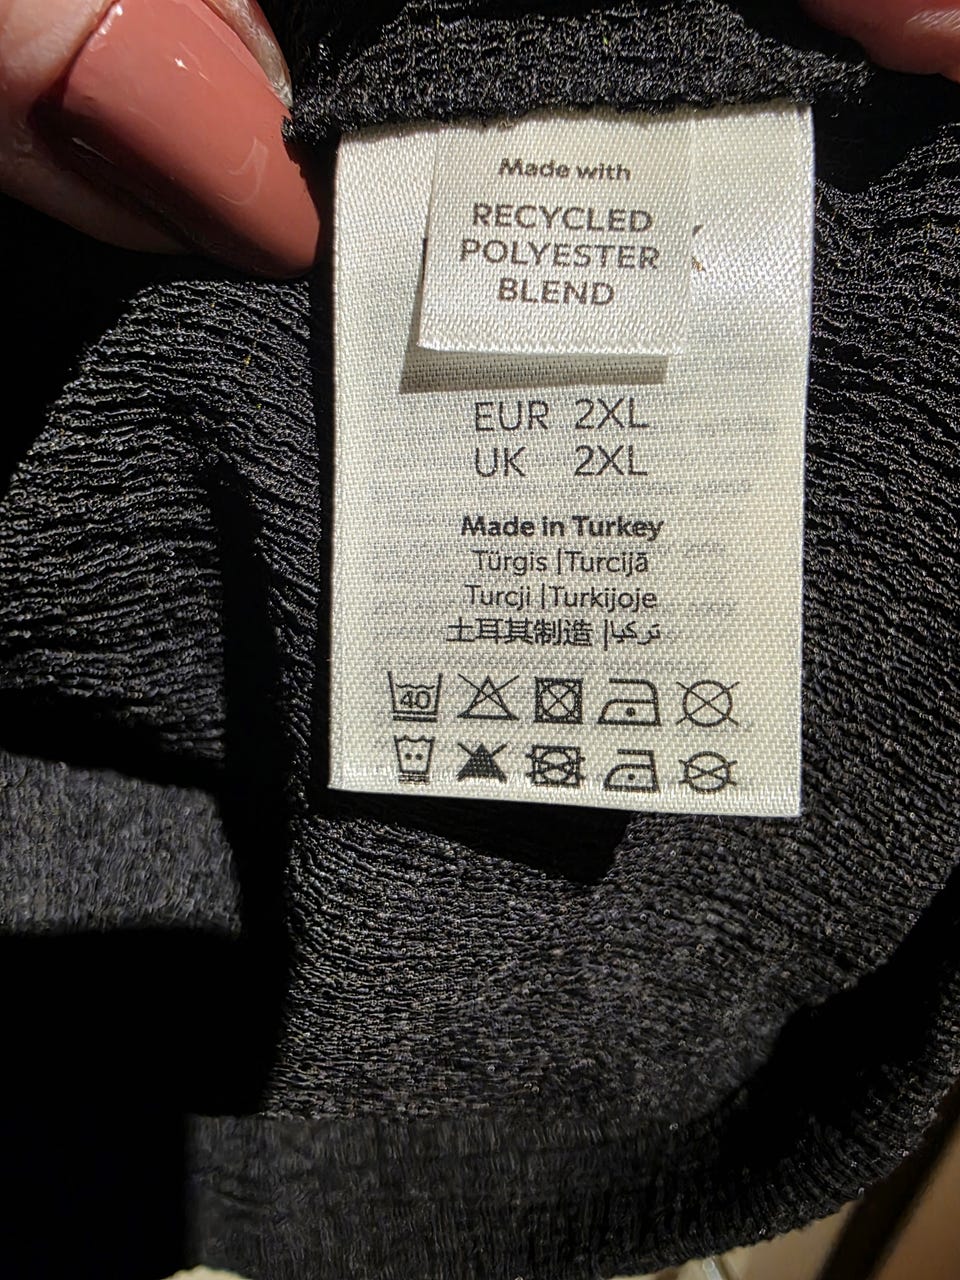 Made with
RECYCLED
POLYESTER
BLEND
EUR 2XL
UK 2XL
Made in Turkey
Türgis |Turcijā
Turcji |Turkijoje
土耳其制造 |تركيا
40